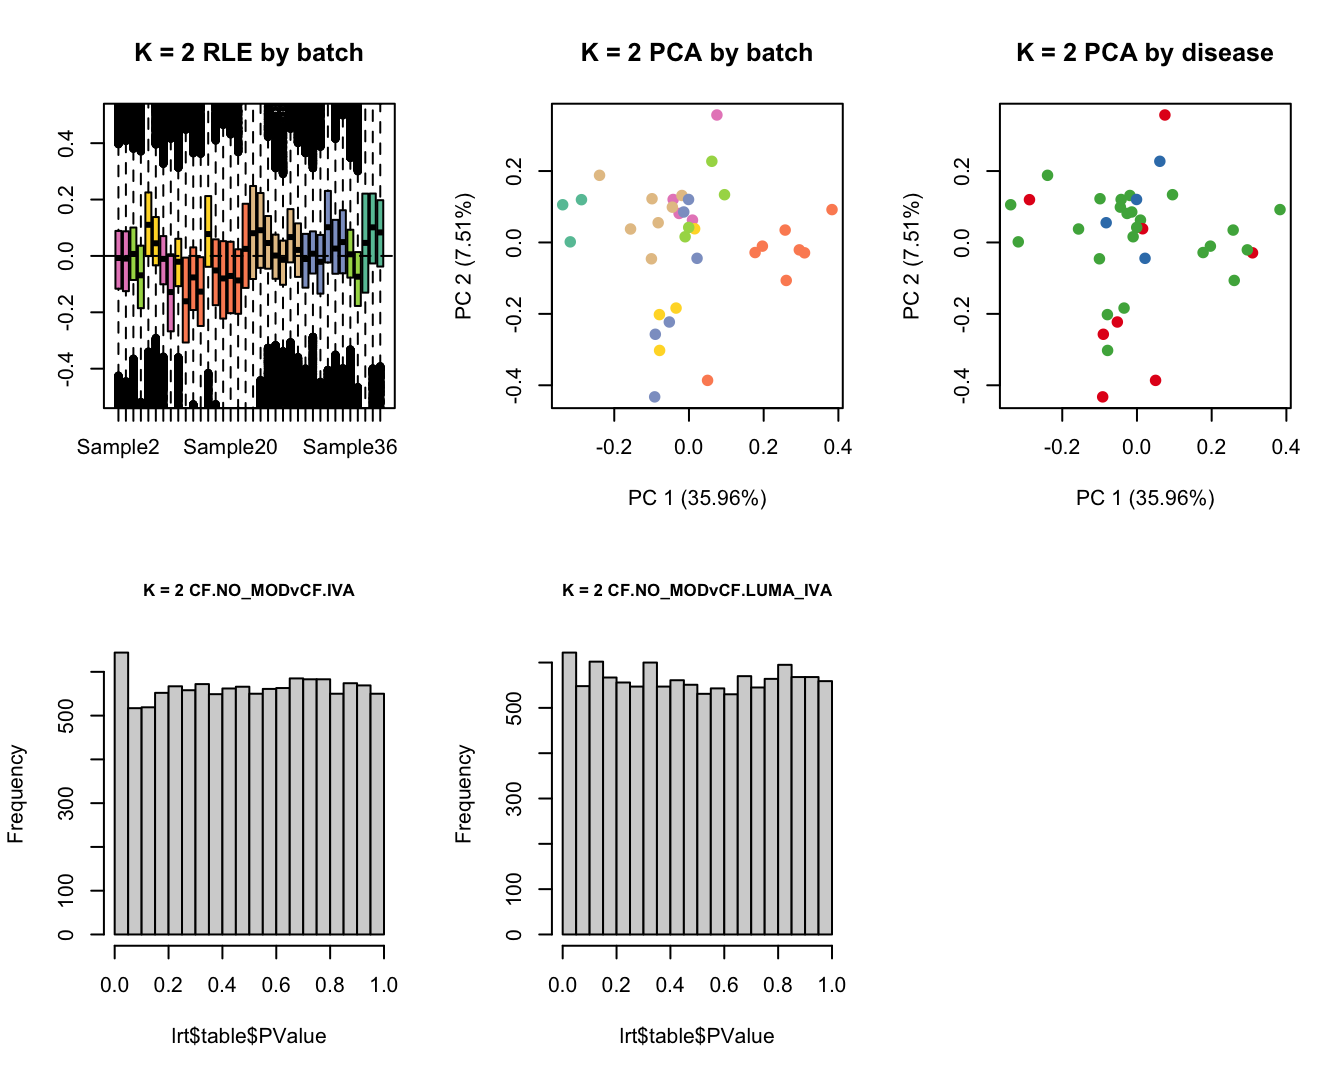 K = 2 RLE by batch
0.4
0.2
0.0
-0.2
-0.4
Sample2 Sample20 Sample36
K = 2 PCA by batch
PC 2 (7.51%)
0.2
0.0
-0.2
-0.4
-0.2 0.0 0.2 0.4
PC 1 (35.96%)
K = 2 PCA by disease
PC 2 (7.51%)
0.2
0.0
-0.2
-0.4
-0.2 0.0 0.2 0.4
PC 1 (35.96%)
K = 2 CF.NO_MODvCF.IVA
Frequency
500
300
100
0
0.0 0.2 0.4 0.6 0.8 1.0
lrt$table$PValue
K = 2 CF.NO_MODvCF.LUMA_IVA
Frequency
500
300
100
0
0.0 0.2 0.4 0.6 0.8 1.0
lrt$table$PValue